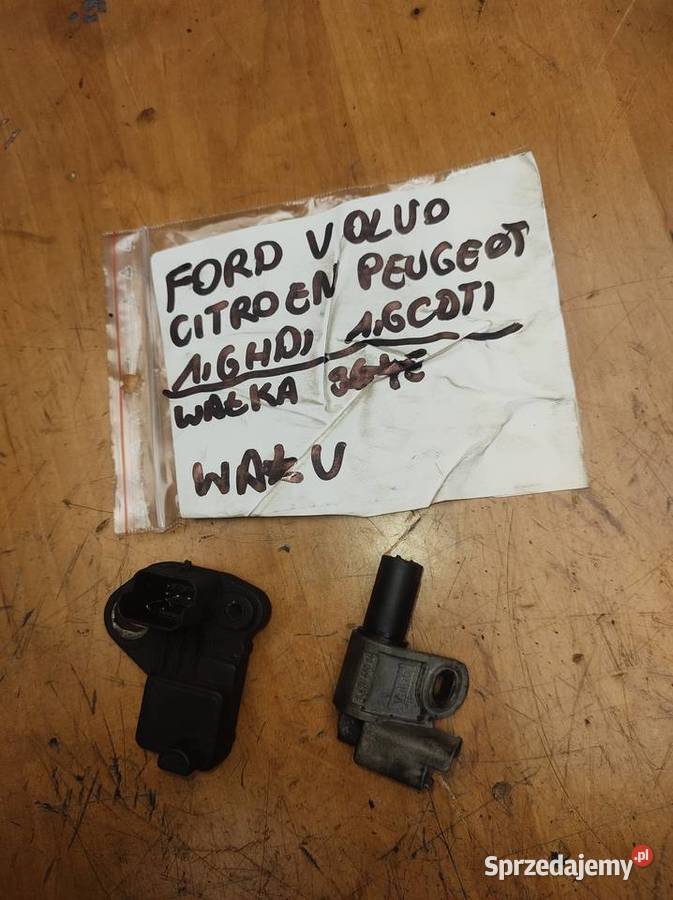 FORD VOLVO
CITROEN PEUGEOT
1,6HDI 1,6CDTI
WAŁKA
WAŁU
Sprzedajemy.pl